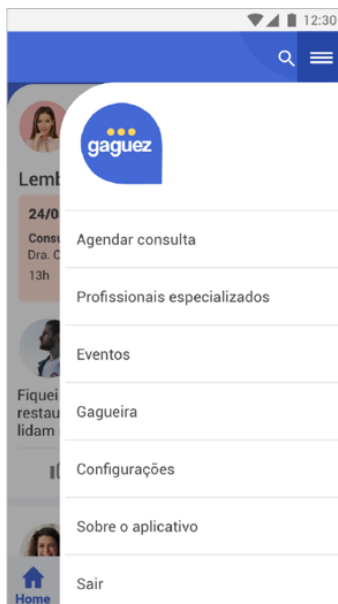 12:30
gaguez
Lemb
24/0
Consu
Dra. C
13h
Fiquei
restau
lidam
Home
Agendar consulta
Profissionais especializados
Eventos
Gagueira
Configurações
Sobre o aplicativo
Sair